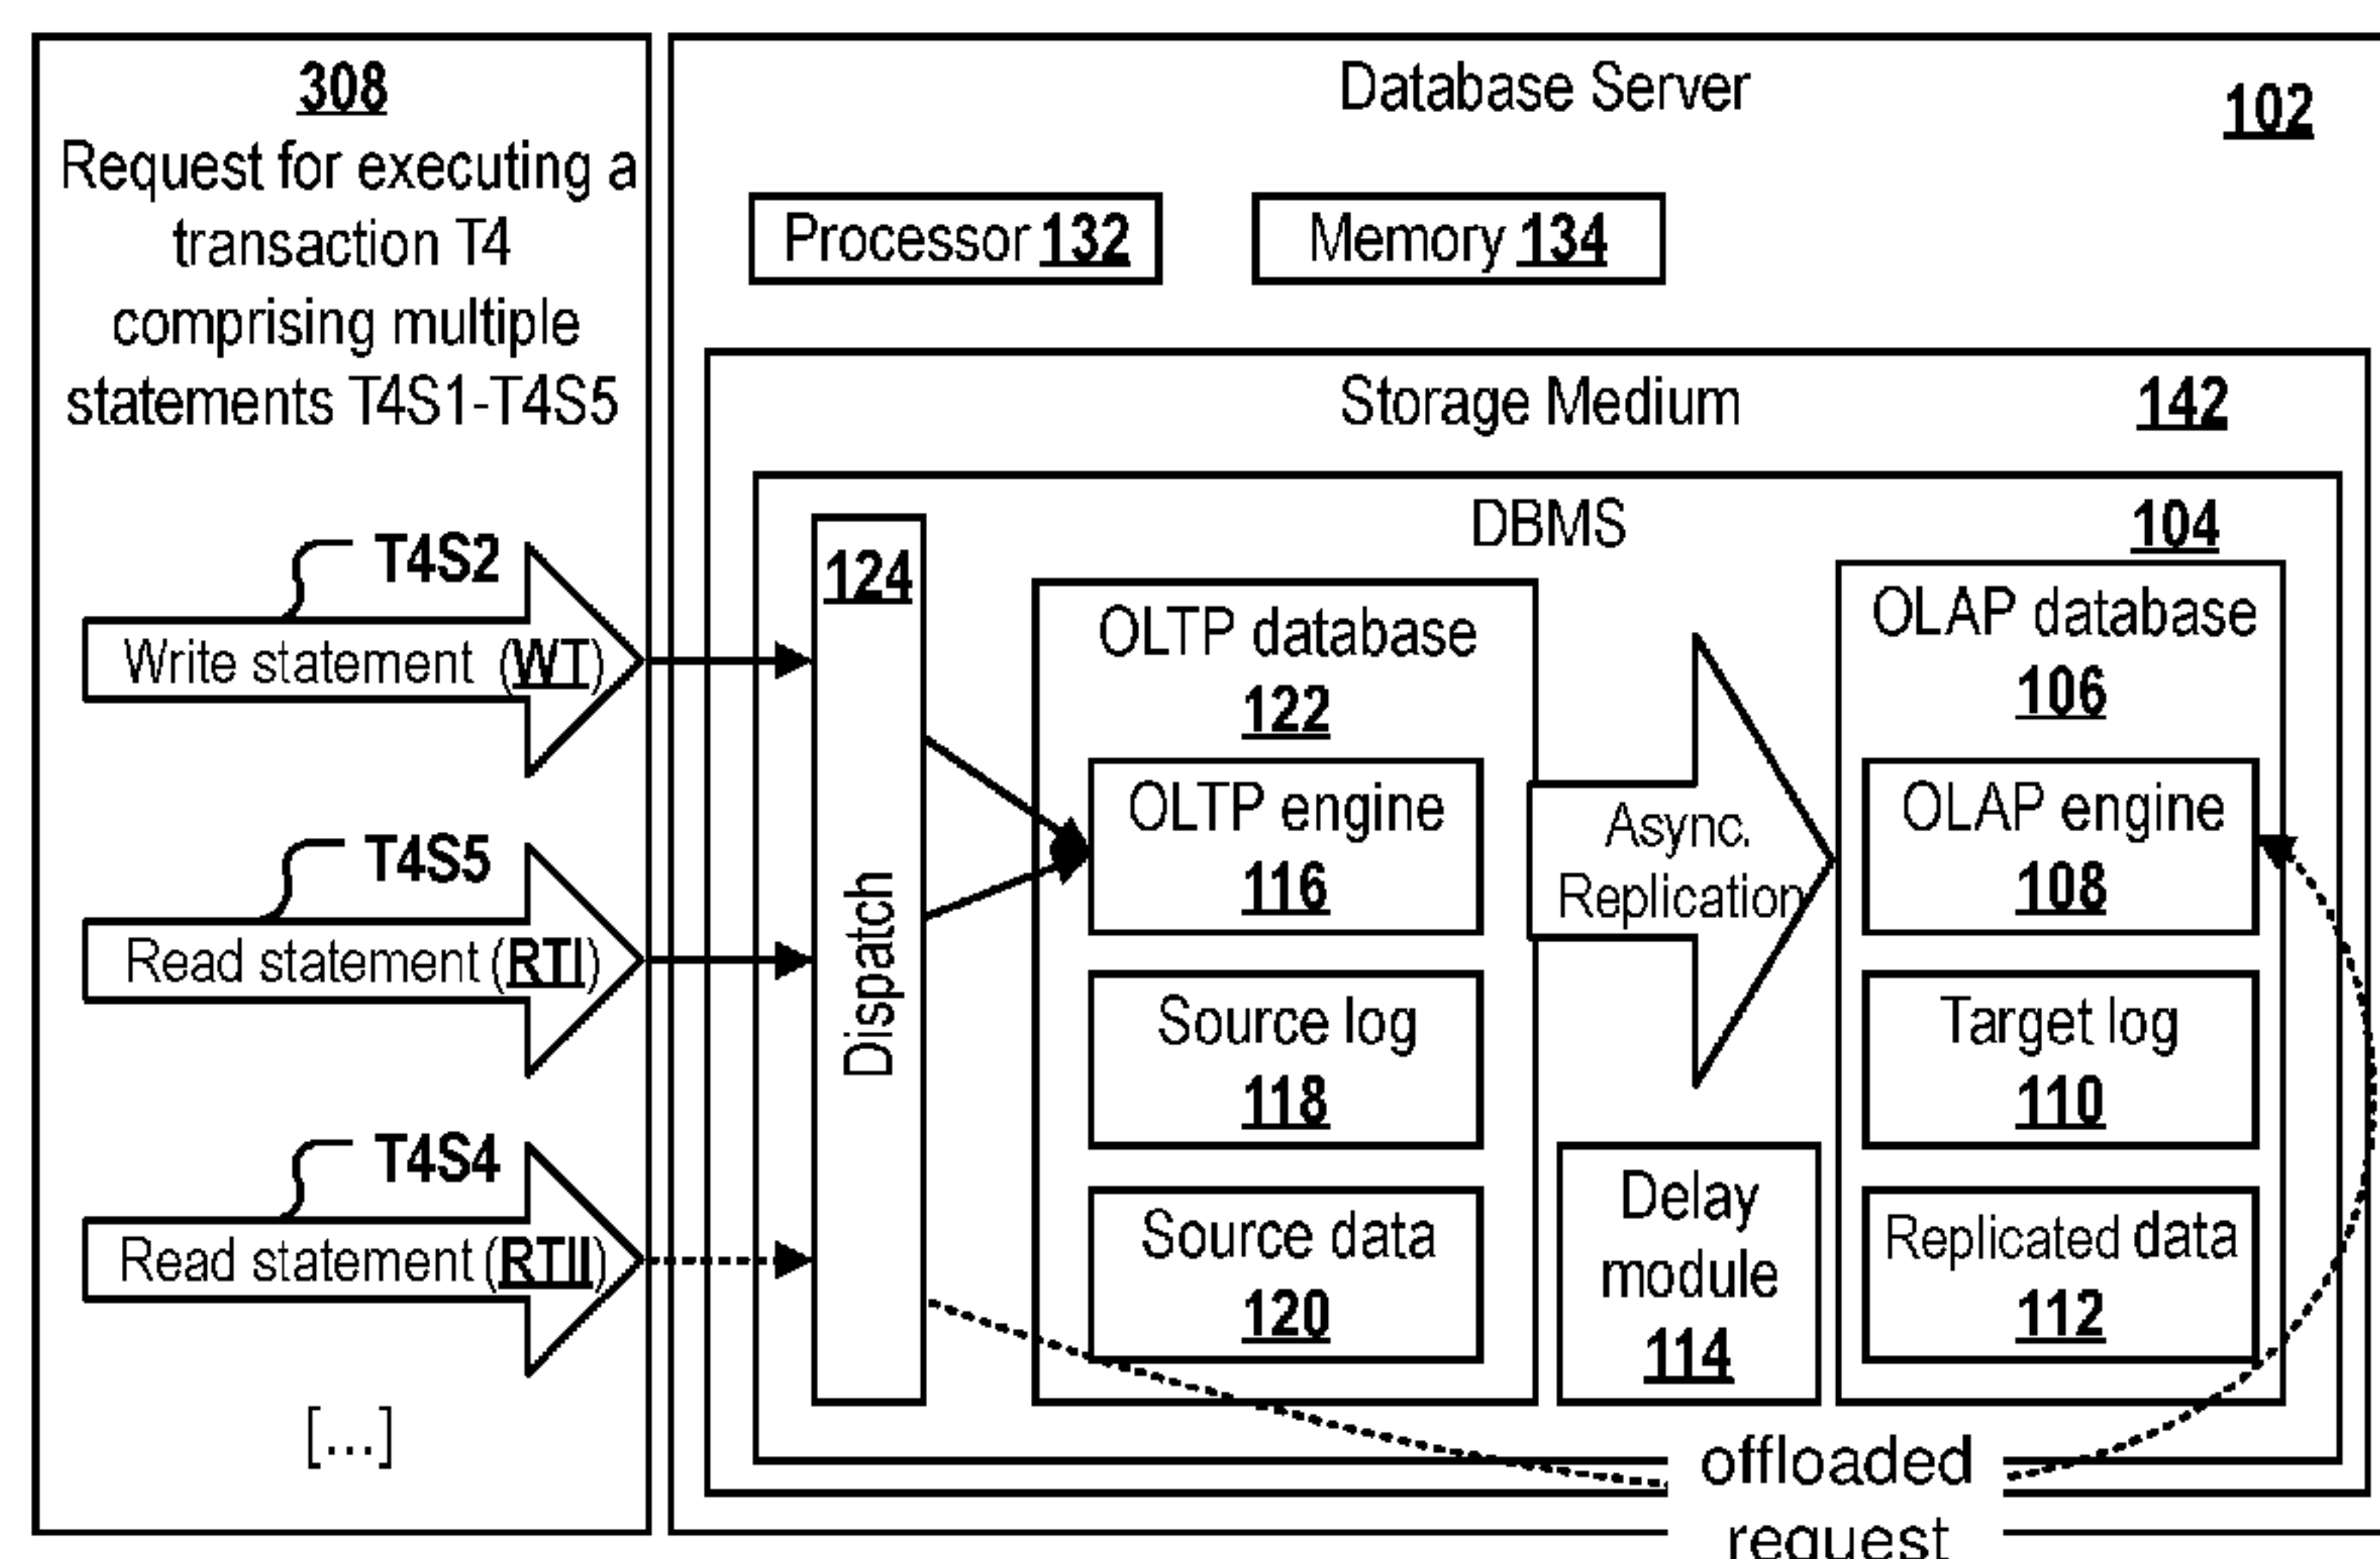 308
Request for executing a
transaction T4
comprising multiple
statements T4S1-T4S5
T4S2
Write statement (WT)
T4S5
Read statement (RTI)
T4S4
Read statement (RTII)
[...]
Database Server
102
Processor 132
Memory 134
Storage Medium
142
DBMS
104
124
Dispatch
OLTP database
122
OLTP engine
116
Source log
118
Source data
120
Async.
Replication
Delay
module
114
OLAP database
106
OLAP engine
108
Target log
110
Replicated data
112
offloaded
request